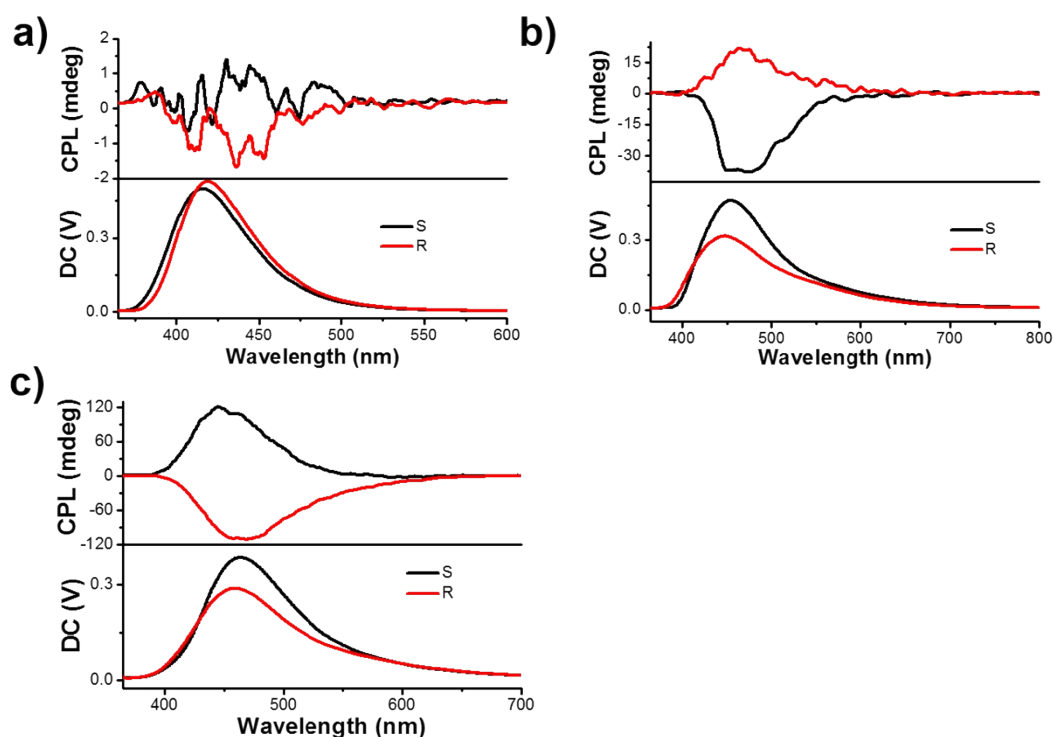 a)
CPL (mdeg)
2
1
0
-1
-2
DC (V)
0.3
0.0
S
R
400
450
500
550
600
Wavelength (nm)
b)
CPL (mdeg)
15
0
-15
-30
DC (V)
0.3
0.0
S
R
400
500
600
700
800
Wavelength (nm)
c)
CPL (mdeg)
120
60
0
-60
-120
DC (V)
0.3
0.0
S
R
400
500
600
700
Wavelength (nm)